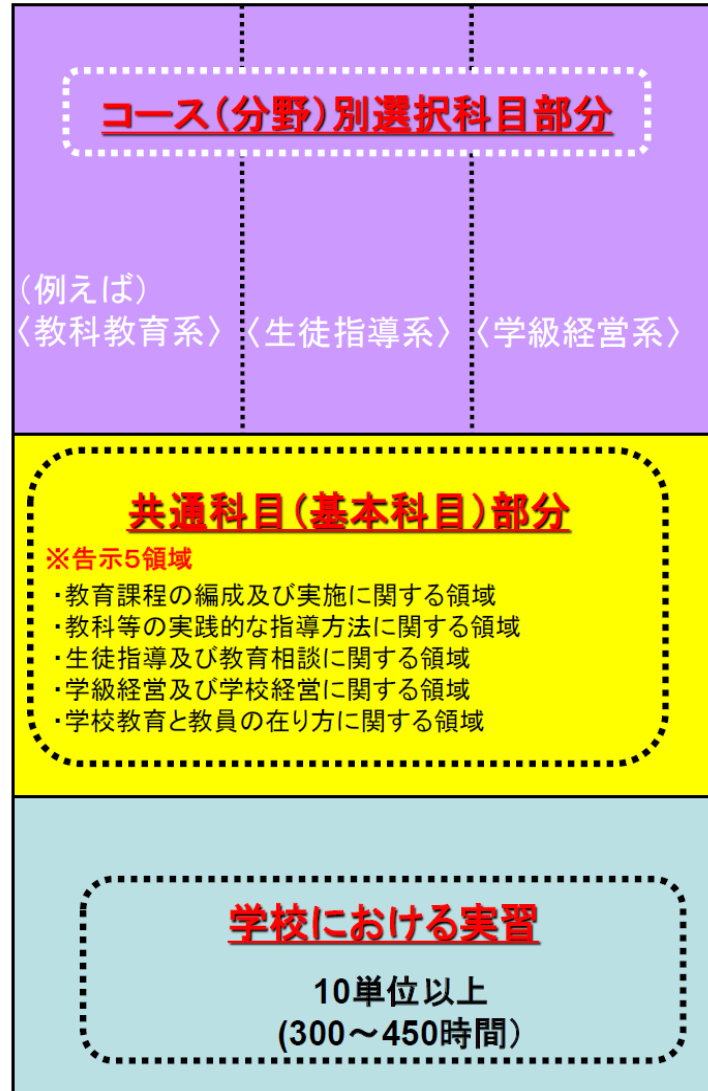 コース(分野)別選択科目部分
(例えば)
〈教科教育系〉〈生徒指導系〉〈学級経営系〉
共通科目(基本科目)部分
※告示5領域
・教育課程の編成及び実施に関する領域
・教科等の実践的な指導方法に関する領域
・生徒指導及び教育相談に関する領域
・学級経営及び学校経営に関する領域
・学校教育と教員の在り方に関する領域
学校における実習
10単位以上
(300～450時間)